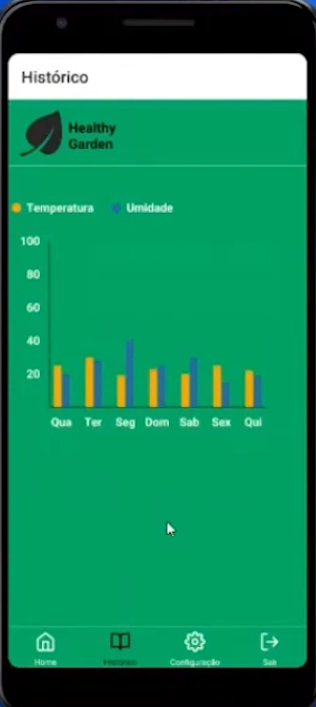 Histórico
Healthy
Garden
Temperatura Umidade
100
80
60
40
20
Qua Ter Seg Dom Sab Sex Qui
Home Histórico Configuração Sair